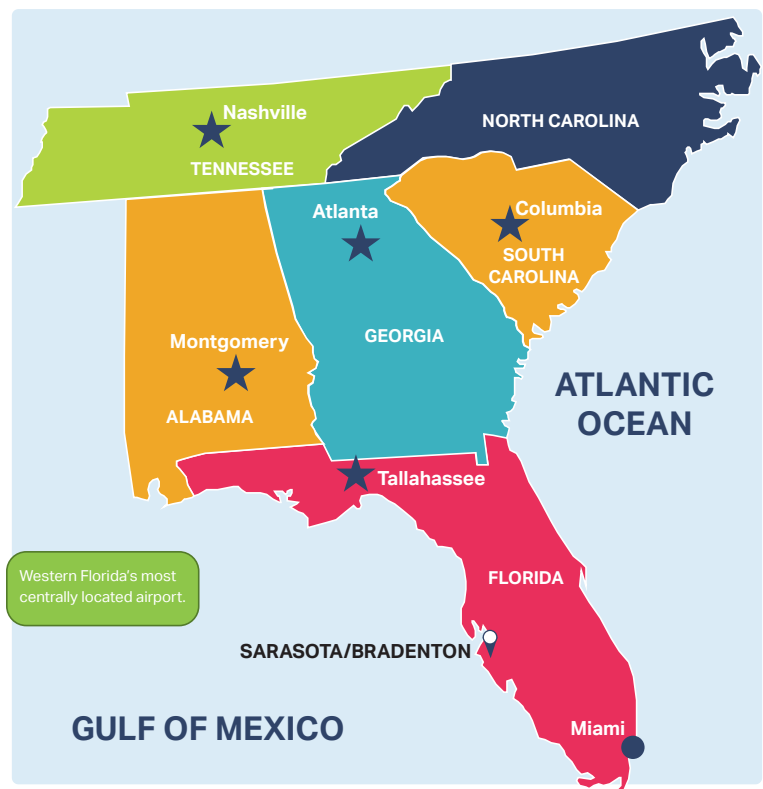 Nashville
NORTH CAROLINA
TENNESSEE
Atlanta
Columbia
SOUTH
CAROLINA
GEORGIA
Montgomery
ATLANTIC
OCEAN
ALABAMA
Tallahassee
Western Florida's most
centrally located airport.
FLORIDA
SARASOTA/BRADENTON
GULF OF MEXICO
Miami